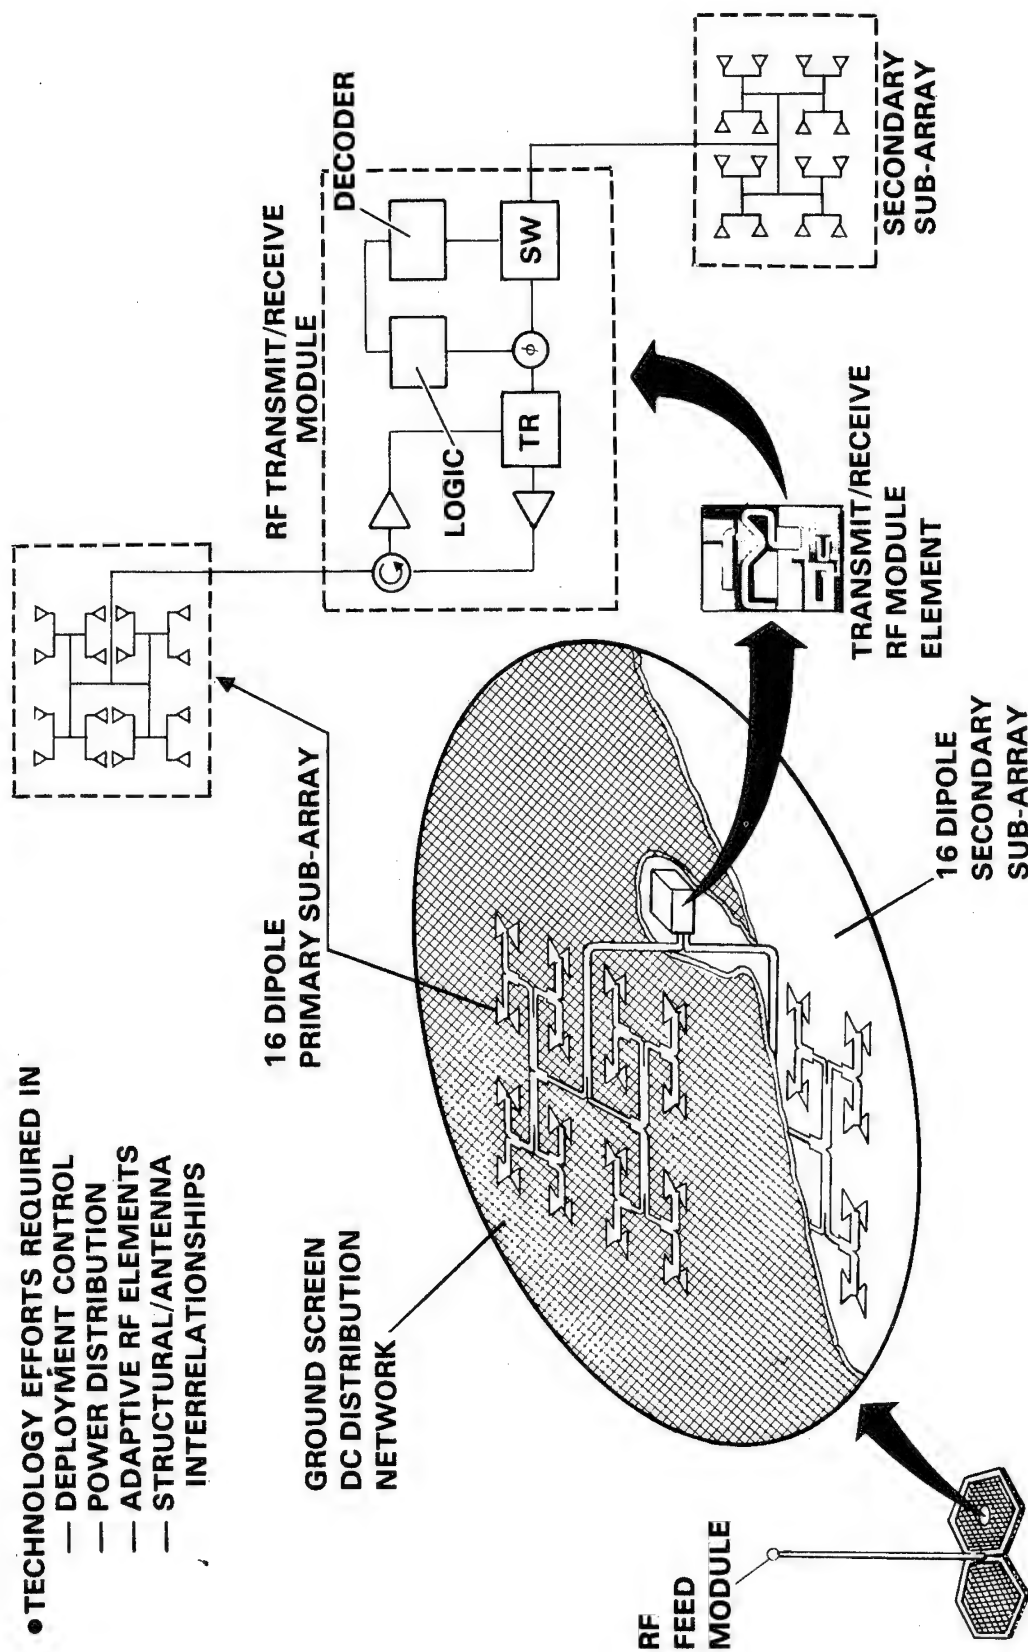 ●TECHNOLOGY EFFORTS REQUIRED IN
— DEPLOYMENT CONTROL
— POWER DISTRIBUTION
— ADAPTIVE RF ELEMENTS
— STRUCTURAL/ANTENNA
INTERRELATIONSHIPS
16 DIPOLE
PRIMARY SUB-ARRAY
GROUND SCREEN
DC DISTRIBUTION
NETWORK
RF TRANSMIT/RECEIVE
MODULE
DECODER
LOGIC
TR
ϕ
SW
SECONDARY
SUB-ARRAY
TRANSMIT/RECEIVE
RF MODULE
ELEMENT
16 DIPOLE
SECONDARY
SUB-ARRAY
RF
FEED
MODULE